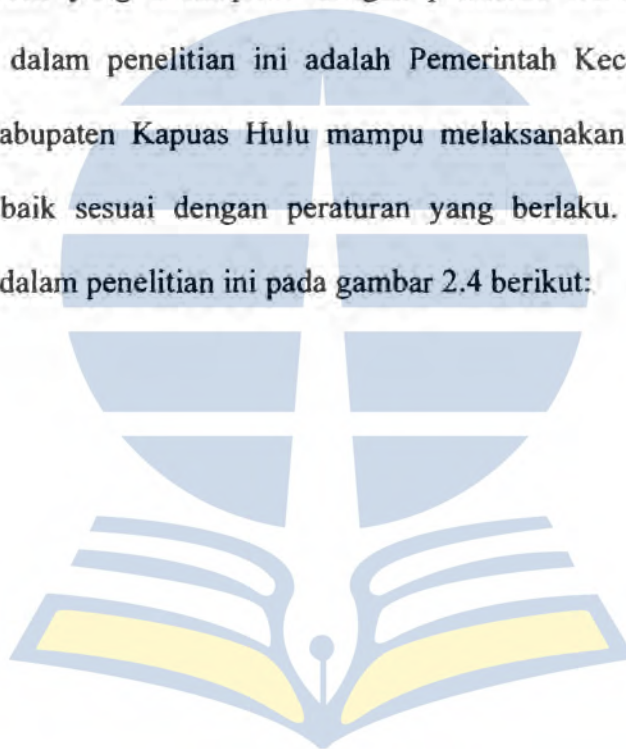 dalam penelitian ini adalah Pemerintah Kec
abupaten Kapuas Hulu mampu melaksanakan
baik sesuai dengan peraturan yang berlaku.
dalam penelitian ini pada gambar 2.4 berikut: